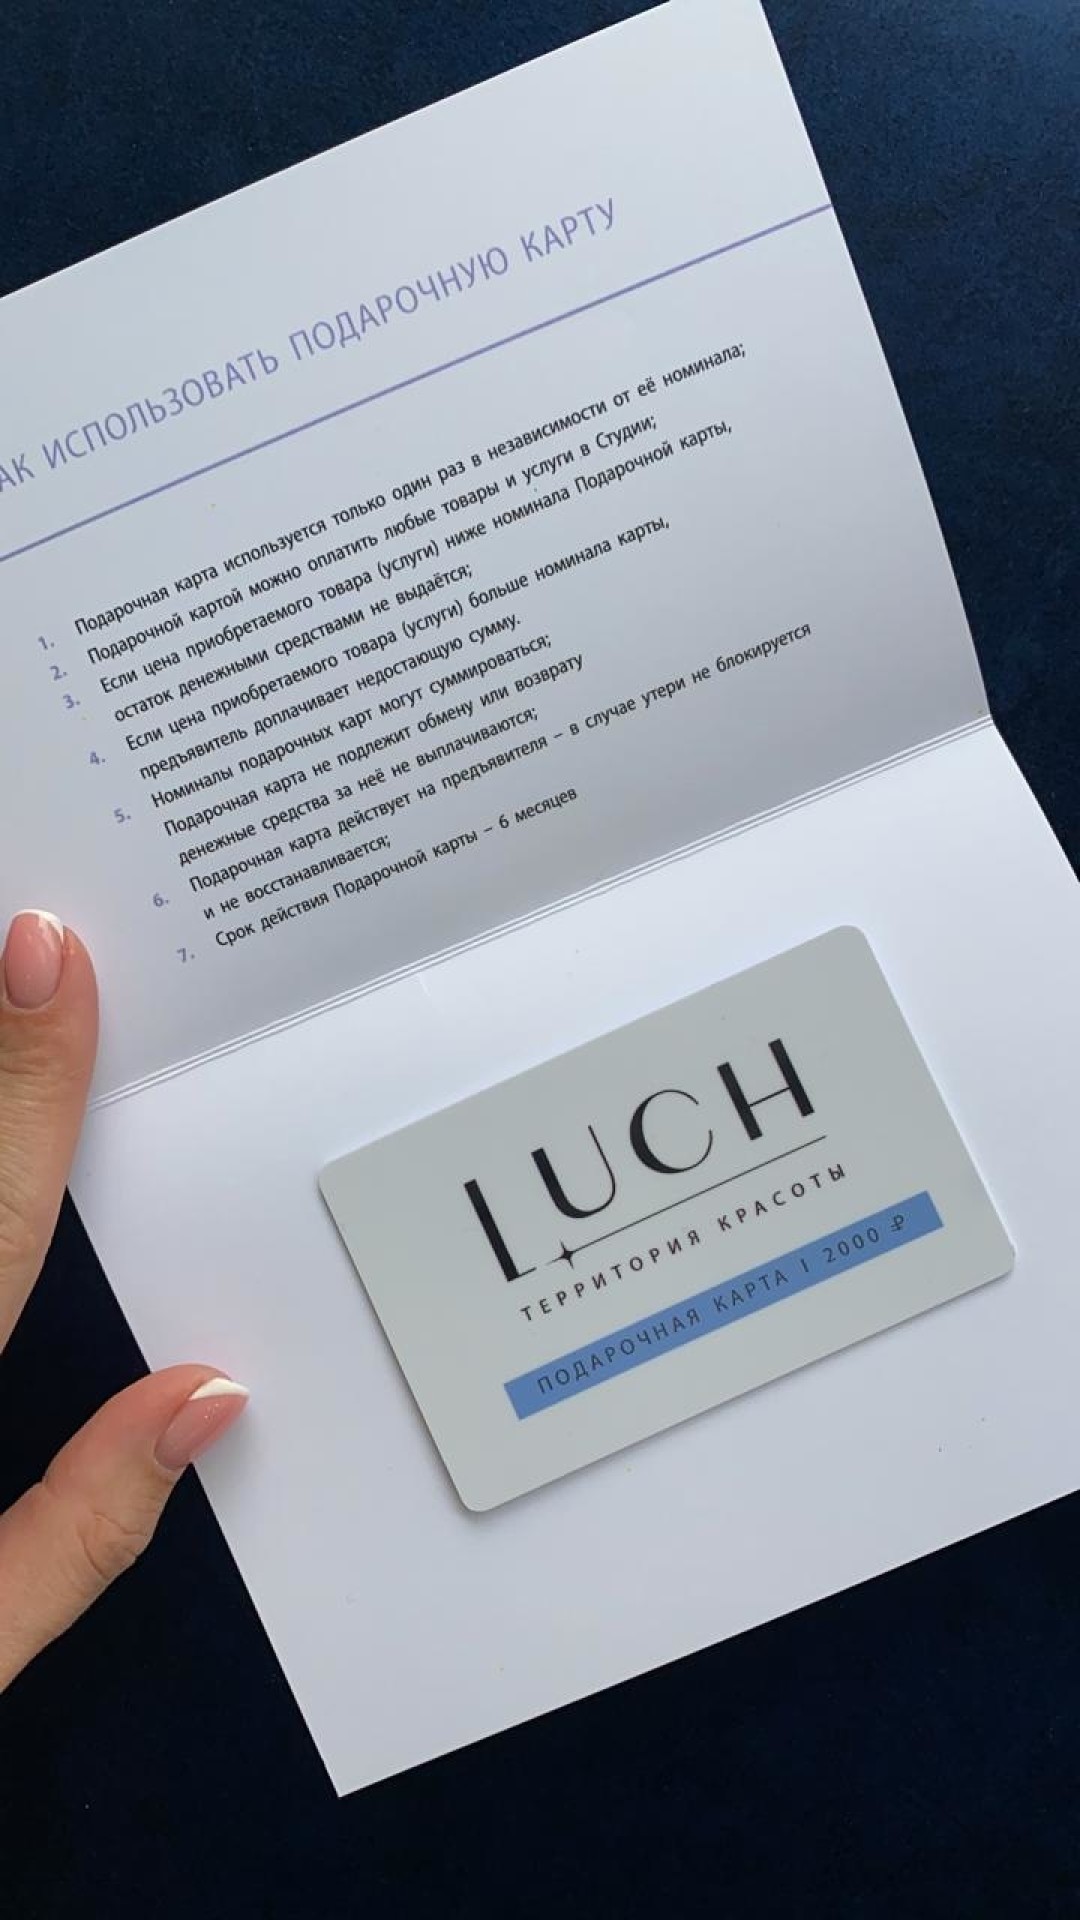 АК ИСПОЛЬЗОВАТЬ ПОДАРОЧНУЮ КАРТУ
1. Подарочная карта используется только один раз в независимости от её номинала;
2. Подарочной картой можно оплатить любые товары и услуги в Студии;
3. Если цена приобретаемого товара (услуги) ниже номинала Подарочной карты,
остаток денежными средствами не выдаётся;
4. Если цена приобретаемого товара (услуги) больше номинала карты,
предъявитель доплачивает недостающую сумму.
5. Номиналы подарочных карт могут суммироваться;
Подарочная карта не подлежит обмену или возврату
денежные средства за неё не выплачиваются;
6. Подарочная карта действует на предъявителя – в случае утери не блокируется
и не восстанавливается;
7. Срок действия Подарочной карты – 6 месяцев
LUCH
ТЕРРИТОРИЯ КРАСОТЫ
ПОДАРОЧНАЯ КАРТА I 2000 ₽